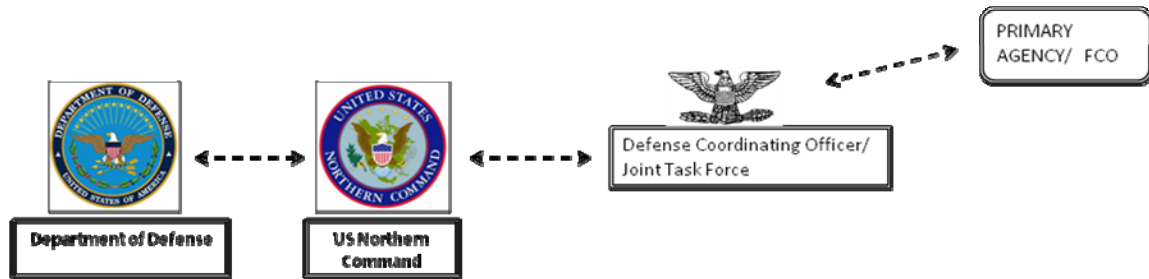 PRIMARY
AGENCY/ FCO
DEPARTMENT OF DEFENSE
UNITED STATES OF AMERICA
UNITED STATES
NORTHERN COMMAND
Defense Coordinating Officer/
Joint Task Force
Department of Defense
US Northern
Command